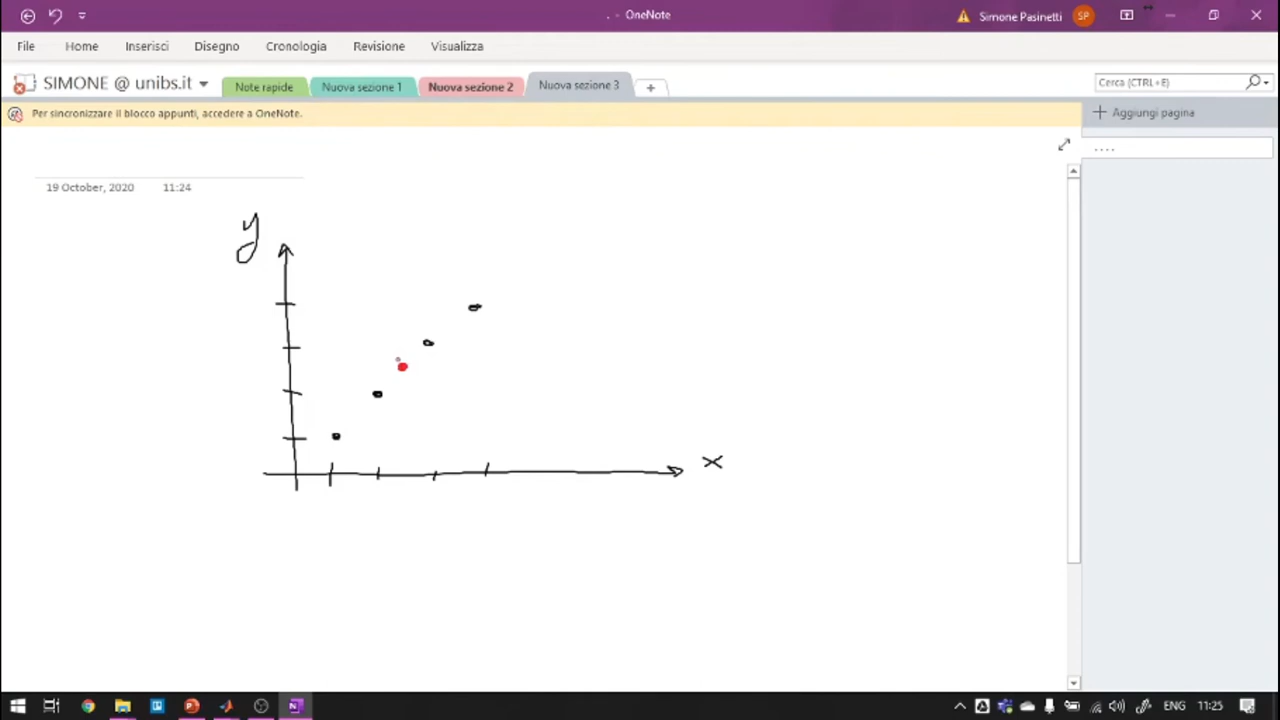 . - OneNote
Simone Pasinetti
SP
File Home Inserisci Disegno Cronologia Revisione Visualizza
SIMONE @ unibs.it
Note rapide
Nuova sezione 1
Nuova sezione 2
Nuova sezione 3
Cerca (CTRL+E)
Per sincronizzare il blocco appunti, accedere a OneNote.
Aggiungi pagina
....
19 October, 2020 11:24
y
x
ENG 11:25